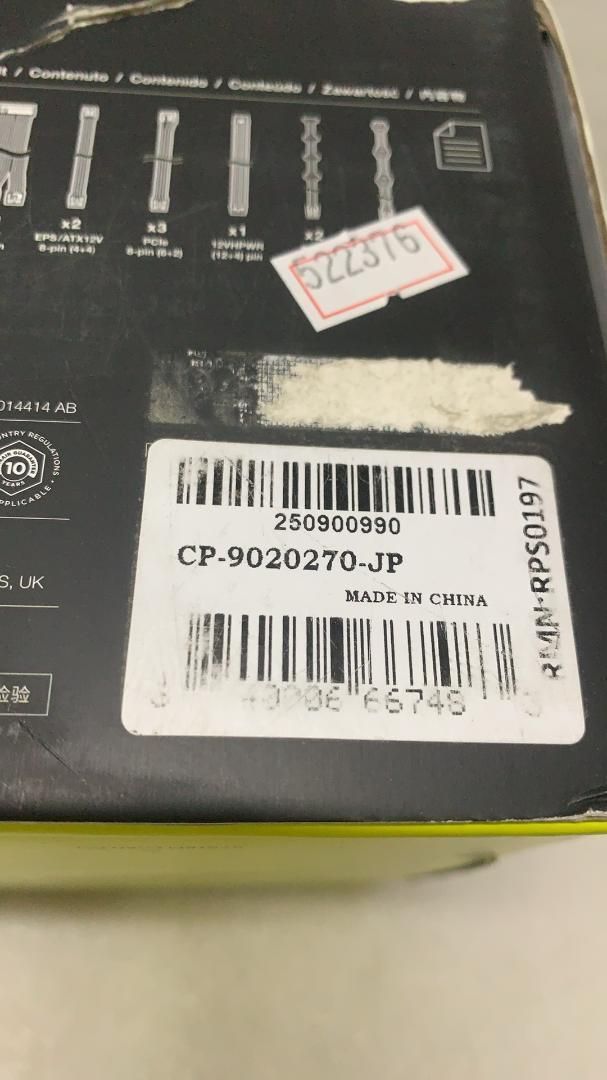 / Contenuto / Contenido / Conteúdo / Zawartość / 内容物
x2
EPS/ATX12V
8-pin (4+4)
x3
PCIe
8-pin (6+2)
x1
12VHPWR
(12+4) pin
x2
522376
014414 AB
10
YEARS
250900990
CP-9020270-JP
MADE IN CHINA
RMN:RPS0197
S, UK
检验
66748